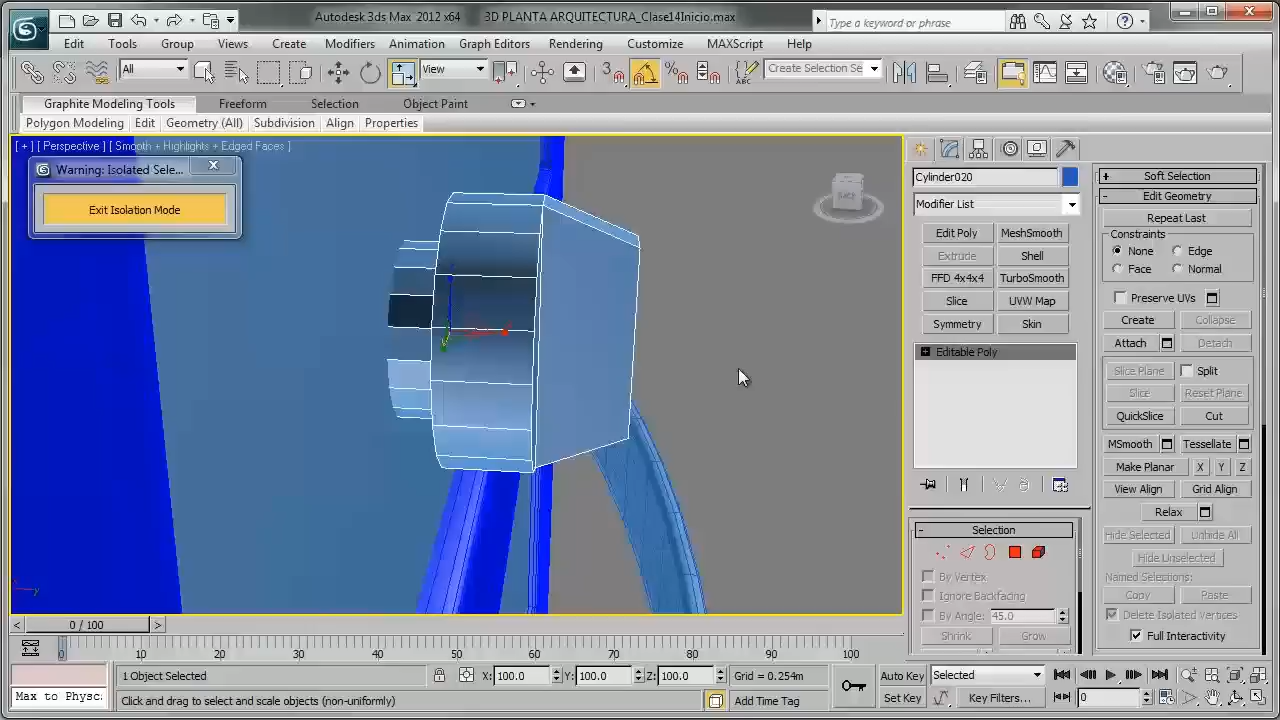 Autodesk 3ds Max 2012 x64 3D PLANTA ARQUITECTURA_Clase14Inicio.max
Type a keyword or phrase
Edit Tools Group Views Create Modifiers Animation Graph Editors Rendering Customize MAXScript Help
All View 3 Create Selection Se
Graphite Modeling Tools Freeform Selection Object Paint
Polygon Modeling Edit Geometry (All) Subdivision Align Properties
[ + ] [ Perspective ] [ Smooth + Highlights + Edged Faces ]
Warning: Isolated Sele...
Exit Isolation Mode
Cylinder020
Modifier List
Edit Poly MeshSmooth
Extrude Shell
FFD 4x4x4 TurboSmooth
Slice UVW Map
Symmetry Skin
Editable Poly
Selection
By Vertex
Ignore Backfacing
By Angle: 45.0
Shrink Grow
Soft Selection
Edit Geometry
Repeat Last
Constraints
None Edge
Face Normal
Preserve UVs
Create Collapse
Attach Detach
Slice Plane Split
Slice Reset Plane
QuickSlice Cut
MSmooth Tessellate
Make Planar X Y Z
View Align Grid Align
Relax
Hide Selected Unhide All
Hide Unselected
Named Selections:
Copy Paste
Delete Isolated Vertices
Full Interactivity
0 / 100
0 10 20 30 40 50 60 70 80 90 100
1 Object Selected X: 100.0 Y: 100.0 Z: 100.0 Grid = 0.254m Auto Key Selected
Max to Physc Click and drag to select and scale objects (non-uniformly) Add Time Tag Set Key Key Filters... 0